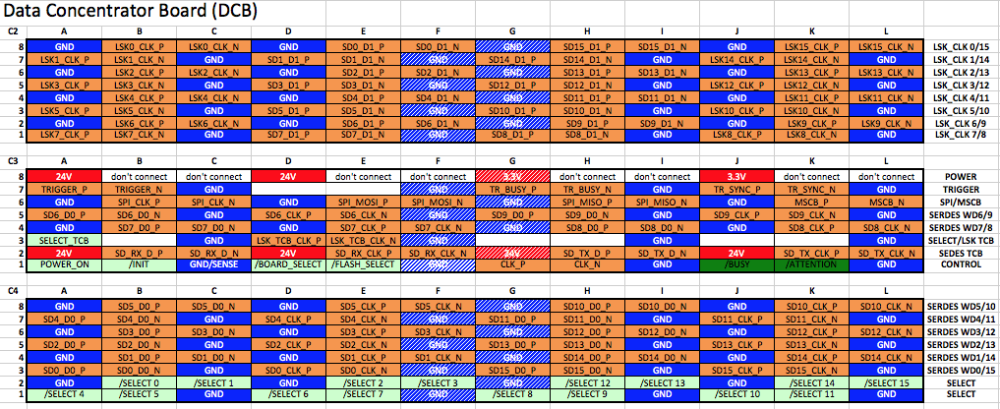 Data Concentrator Board (DCB)
C2 A B C D E F G H I J K L
8 GND LSK0_CLK_P LSK0_CLK_N GND SD0_D1_P SD0_D1_N GND SD15_D1_P SD15_D1_N GND LSK15_CLK_P LSK15_CLK_N LSK_CLK 0/15
7 LSK1_CLK_P LSK1_CLK_N GND SD1_D1_P SD1_D1_N GND SD14_D1_P SD14_D1_N GND LSK14_CLK_P LSK14_CLK_N GND LSK_CLK 1/14
6 GND LSK2_CLK_P LSK2_CLK_N GND SD2_D1_P SD2_D1_N GND SD13_D1_P SD13_D1_N GND LSK13_CLK_P LSK13_CLK_N LSK_CLK 2/13
5 LSK3_CLK_P LSK3_CLK_N GND SD3_D1_P SD3_D1_N GND SD12_D1_P SD12_D1_N GND LSK12_CLK_P LSK12_CLK_N GND LSK_CLK 3/12
4 GND LSK4_CLK_P LSK4_CLK_N GND SD4_D1_P SD4_D1_N GND SD11_D1_P SD11_D1_N GND LSK11_CLK_P LSK11_CLK_N LSK_CLK 4/11
3 LSK5_CLK_P LSK5_CLK_N GND SD5_D1_P SD5_D1_N GND SD10_D1_P SD10_D1_N GND LSK10_CLK_P LSK10_CLK_N GND LSK_CLK 5/10
2 GND LSK6_CLK_P LSK6_CLK_N GND SD6_D1_P SD6_D1_N GND SD9_D1_P SD9_D1_N GND LSK9_CLK_P LSK9_CLK_N LSK_CLK 6/9
1 LSK7_CLK_P LSK7_CLK_N GND SD7_D1_P SD7_D1_N GND SD8_D1_P SD8_D1_N GND LSK8_CLK_P LSK8_CLK_N GND LSK_CLK 7/8
C3 A B C D E F G H I J K L
8 24V don't connect don't connect 24V don't connect don't connect 3.3V don't connect don't connect 3.3V don't connect don't connect POWER
7 TRIGGER_P TRIGGER_N GND GND TR_BUSY_P TR_BUSY_N GND TR_SYNC_P TR_SYNC_N GND TRIGGER
6 GND SPI_CLK_P SPI_CLK_N GND SPI_MOSI_P SPI_MOSI_N GND SPI_MISO_P SPI_MISO_N GND MSCB_P MSCB_N SPI/MSCB
5 SD6_D0_P SD6_D0_N GND SD6_CLK_P SD6_CLK_N GND SD9_D0_P SD9_D0_N GND SD9_CLK_P SD9_CLK_N GND SERDES WD6/9
4 GND SD7_D0_P SD7_D0_N GND SD7_CLK_P SD7_CLK_N GND SD8_D0_P SD8_D0_N GND SD8_CLK_P SD8_CLK_N SERDES WD7/8
3 SELECT_TCB GND LSK_TCB_CLK_P LSK_TCB_CLK_N GND GND GND SELECT/LSK TCB
2 24V SD_RX_D_P SD_RX_D_N 24V SD_RX_CLK_P SD_RX_CLK_N 24V SD_TX_D_P SD_TX_D_N 24V SD_TX_CLK_P SD_TX_CLK_N SEDES TCB
1 POWER_ON /INIT GND/SENSE /BOARD_SELECT /FLASH_SELECT GND CLK_P CLK_N GND /BUSY /ATTENTION GND CONTROL
C4 A B C D E F G H I J K L
8 GND SD5_D0_P SD5_D0_N GND SD5_CLK_P SD5_CLK_N GND SD10_D0_P SD10_D0_N GND SD10_CLK_P SD10_CLK_N SERDES WD5/10
7 SD4_D0_P SD4_D0_N GND SD4_CLK_P SD4_CLK_N GND SD11_D0_P SD11_D0_N GND SD11_CLK_P SD11_CLK_N GND SERDES WD4/11
6 GND SD3_D0_P SD3_D0_N GND SD3_CLK_P SD3_CLK_N GND SD12_D0_P SD12_D0_N GND SD12_CLK_P SD12_CLK_N SERDES WD3/12
5 SD2_D0_P SD2_D0_N GND SD2_CLK_P SD2_CLK_N GND SD13_D0_P SD13_D0_N GND SD13_CLK_P SD13_CLK_N GND SERDES WD2/13
4 GND SD1_D0_P SD1_D0_N GND SD1_CLK_P SD1_CLK_N GND SD14_D0_P SD14_D0_N GND SD14_CLK_P SD14_CLK_N SERDES WD1/14
3 SD0_D0_P SD0_D0_N GND SD0_CLK_P SD0_CLK_N GND SD15_D0_P SD15_D0_N GND SD15_CLK_P SD15_CLK_N GND SERDES WD0/15
2 GND /SELECT 0 /SELECT 1 GND /SELECT 2 /SELECT 3 GND /SELECT 12 /SELECT 13 GND /SELECT 14 /SELECT 15 SELECT
1 /SELECT 4 /SELECT 5 GND /SELECT 6 /SELECT 7 GND /SELECT 8 /SELECT 9 GND /SELECT 10 /SELECT 11 GND SELECT